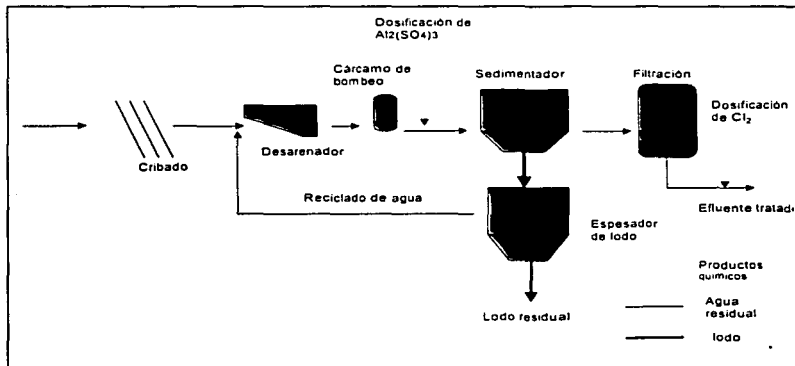 Dosificación de
Al2(SO4)3
Cárcamo de
bombeo
Sedimentador
Filtración
Dosificación
de Cl2
Desarenador
Cribado
Reciclado de agua
Efluente tratad
Espesador
de lodo
Lodo residual
Productos
químicos
Agua
residual
lodo